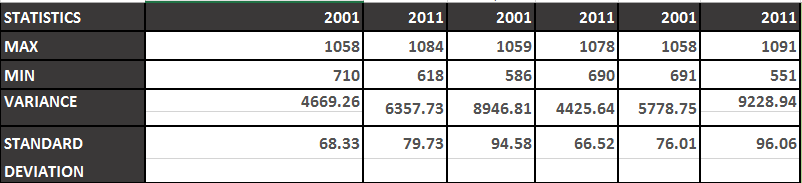 STATISTICS 2001 2011 2001 2011 2001 2011
MAX 1058 1084 1059 1078 1058 1091
MIN 710 618 586 690 691 551
VARIANCE 4669.26 6357.73 8946.81 4425.64 5778.75 9228.94
STANDARD 68.33 79.73 94.58 66.52 76.01 96.06
DEVIATION